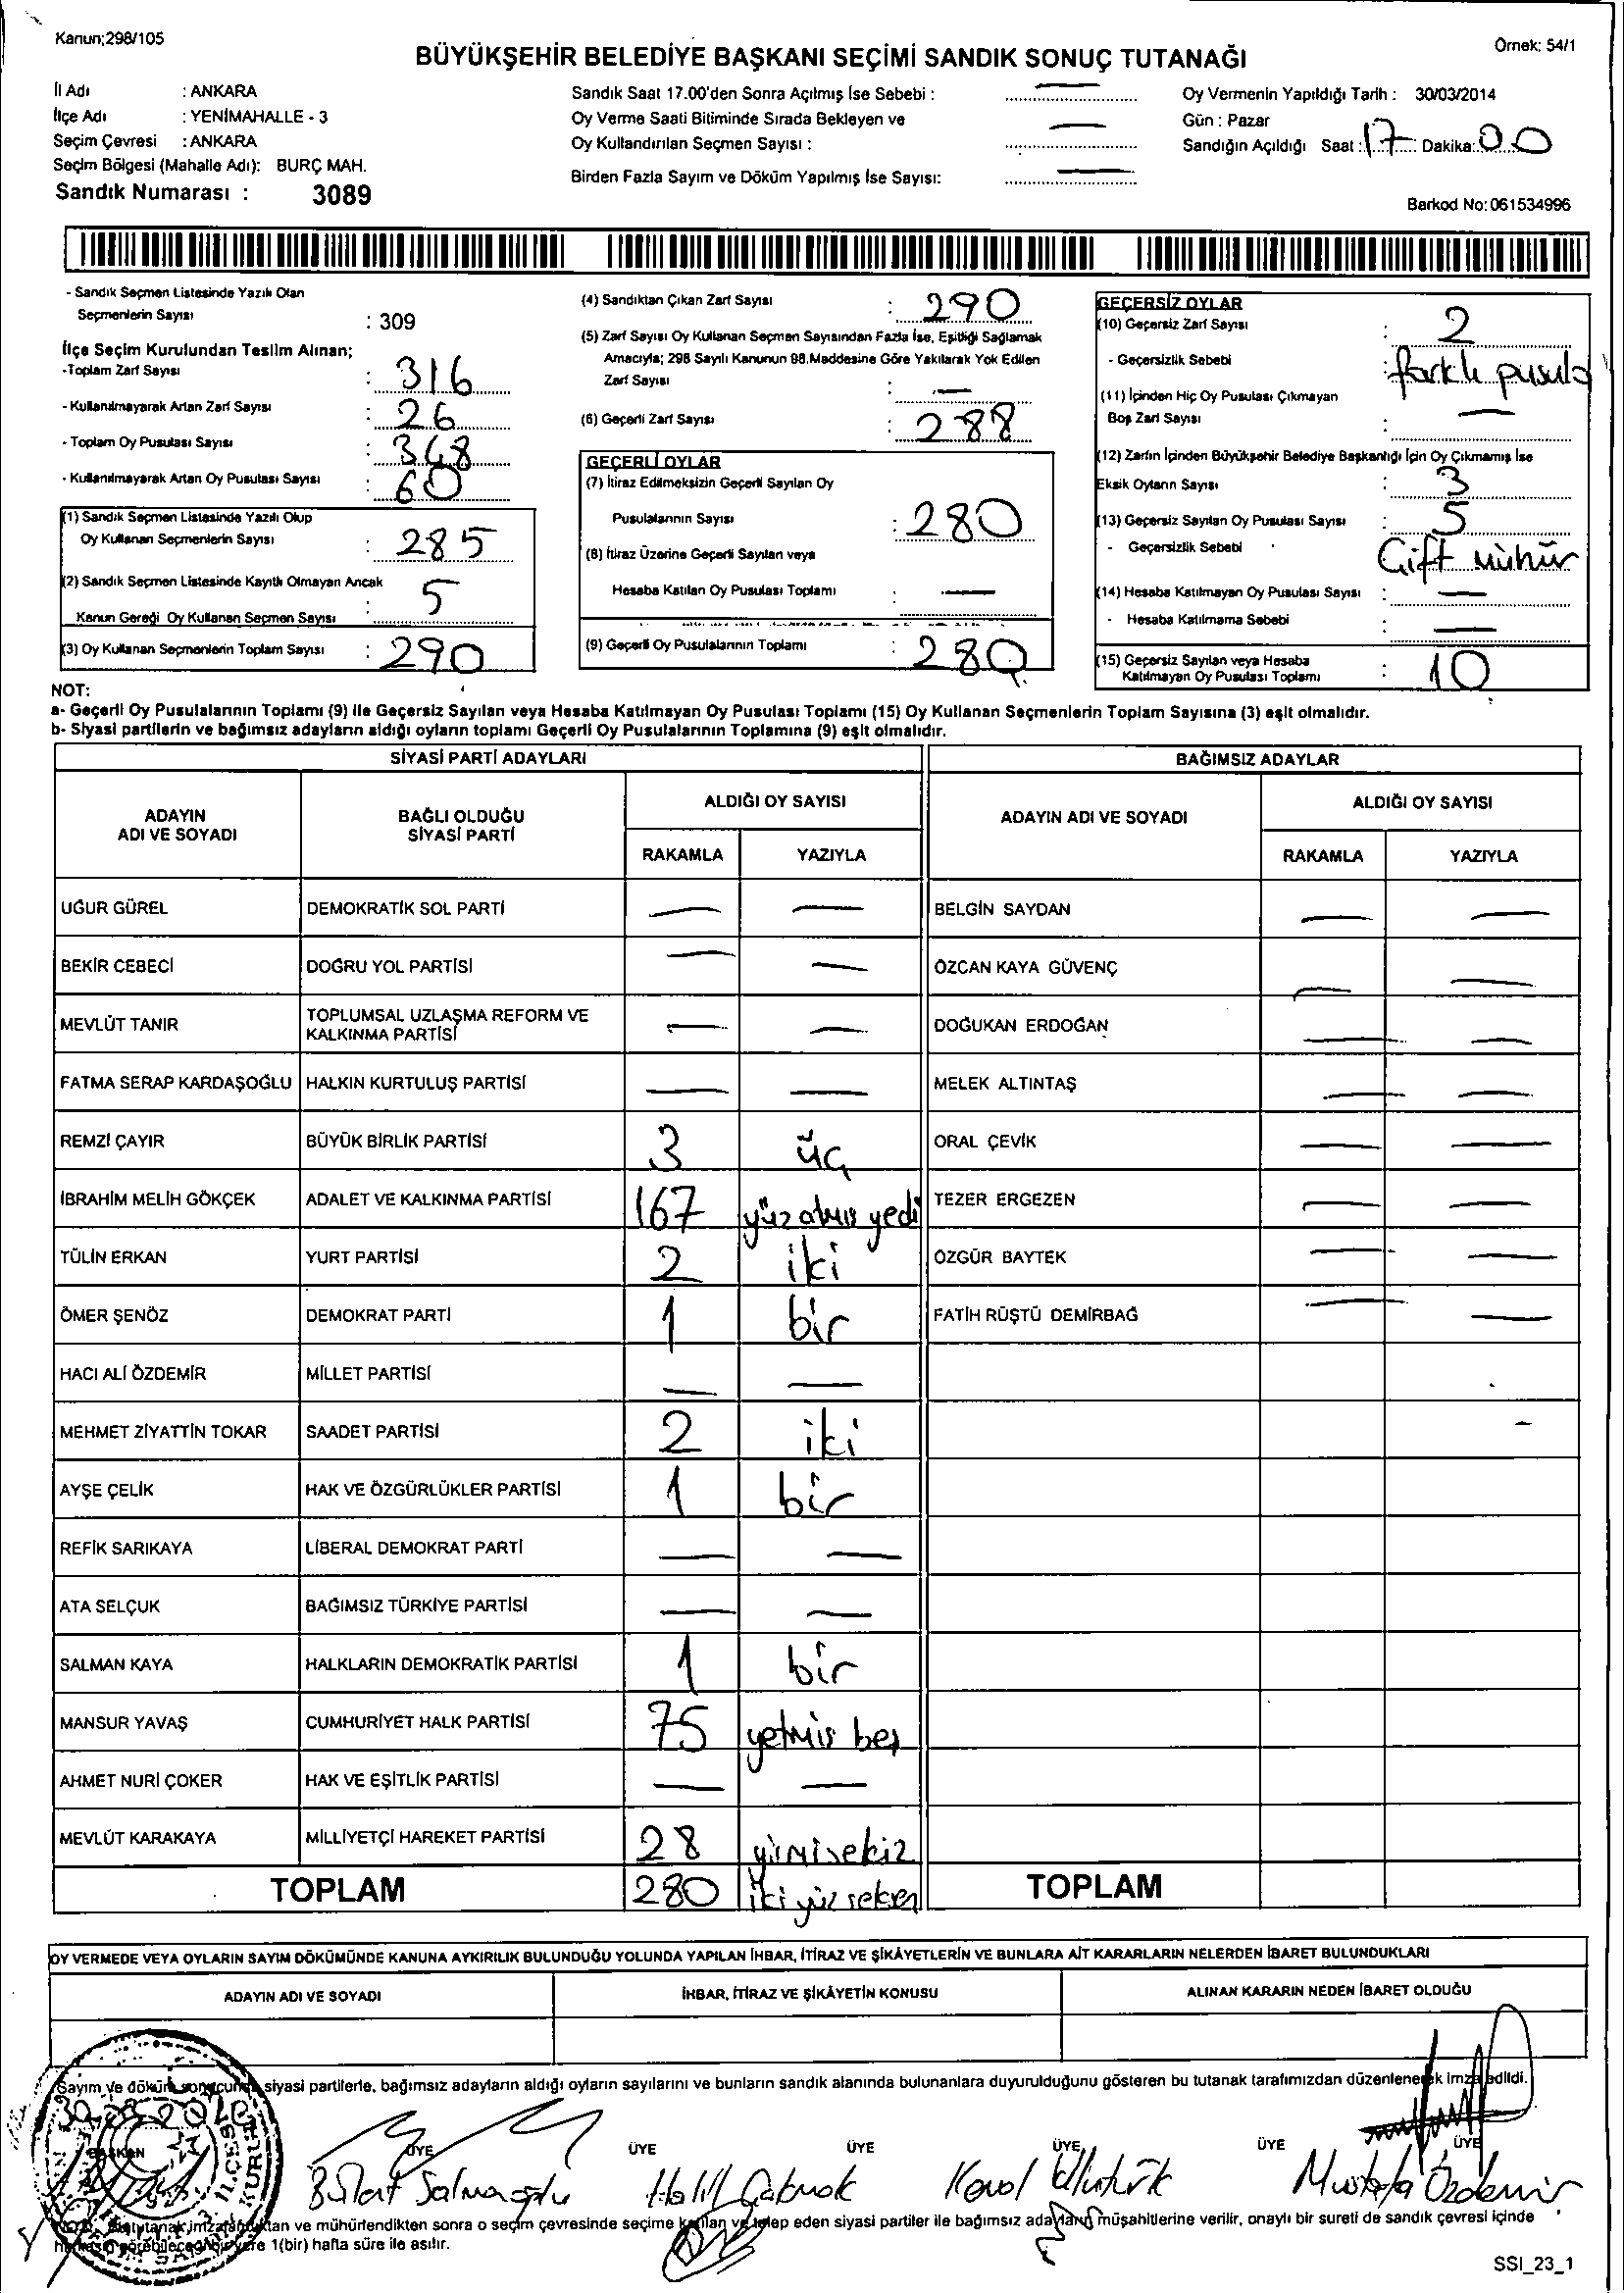 Kanun;298/105
Örnek: 54/1
BÜYÜKŞEHİR BELEDİYE BAŞKANI SEÇİMİ SANDIK SONUÇ TUTANAĞI
İl Adı : ANKARA
İlçe Adı : YENİMAHALLE - 3
Seçim Çevresi : ANKARA
Seçim Bölgesi (Mahalle Adı): BURÇ MAH.
Sandık Numarası : 3089
Sandık Saat 17.00'den Sonra Açılmış İse Sebebi : —
Oy Verme Saati Bitiminde Sırada Bekleyen ve
Oy Kullandırılan Seçmen Sayısı : —
Birden Fazla Sayım ve Döküm Yapılmış İse Sayısı: —
Oy Vermenin Yapıldığı Tarih : 30/03/2014
Gün : Pazar
Sandığın Açıldığı Saat : 17 Dakika: 00
Barkod No: 061534996
- Sandık Seçmen Listesinde Yazılı Olan
Seçmenlerin Sayısı : 309
İlçe Seçim Kurulundan Teslim Alınan;
-Toplam Zarf Sayısı : 316
- Kullanılmayarak Artan Zarf Sayısı : 26
- Toplam Oy Pusulası Sayısı : 348
- Kullanılmayarak Artan Oy Pusulası Sayısı : 60
(1) Sandık Seçmen Listesinde Yazılı Olup
Oy Kullanan Seçmenlerin Sayısı : 285
(2) Sandık Seçmen Listesinde Kayıtlı Olmayan Ancak
Kanun Gereği Oy Kullanan Seçmen Sayısı : 5
(3) Oy Kullanan Seçmenlerin Toplam Sayısı : 290
(4) Sandıktan Çıkan Zarf Sayısı : 290
(5) Zarf Sayısı Oy Kullanan Seçmen Sayısından Fazla İse, Eşitliği Sağlamak
Amacıyla; 298 Sayılı Kanunun 98.Maddesine Göre Yakılarak Yok Edilen
Zarf Sayısı : —
(6) Geçerli Zarf Sayısı : 288
GEÇERLİ OYLAR
(7) İtiraz Edilmeksizin Geçerli Sayılan Oy
Pusulalarının Sayısı : 280
(8) İtiraz Üzerine Geçerli Sayılan veya
Hesaba Katılan Oy Pusulası Toplamı : —
(9) Geçerli Oy Pusulalarının Toplamı : 280
GEÇERSİZ OYLAR
(10) Geçersiz Zarf Sayısı : 2
- Geçersizlik Sebebi : farklı pusula
(11) İçinden Hiç Oy Pusulası Çıkmayan
Boş Zarf Sayısı : —
(12) Zarfın İçinden Büyükşehir Belediye Başkanlığı İçin Oy Çıkmamış İse
Eksik Oyların Sayısı : 3
(13) Geçersiz Sayılan Oy Pusulası Sayısı : 5
- Geçersizlik Sebebi : Çift mühür
(14) Hesaba Katılmayan Oy Pusulası Sayısı : —
- Hesaba Katılmama Sebebi : —
(15) Geçersiz Sayılan veya Hesaba
Katılmayan Oy Pusulası Toplamı : 10
NOT:
a- Geçerli Oy Pusulalarının Toplamı (9) ile Geçersiz Sayılan veya Hesaba Katılmayan Oy Pusulası Toplamı (15) Oy Kullanan Seçmenlerin Toplam Sayısına (3) eşit olmalıdır.
b- Siyasi partilerin ve bağımsız adayların aldığı oyların toplamı Geçerli Oy Pusulalarının Toplamına (9) eşit olmalıdır.
SİYASİ PARTİ ADAYLARI
BAĞIMSIZ ADAYLAR
ADAYIN ADI VE SOYADI
BAĞLI OLDUĞU SİYASİ PARTİ
ALDIĞI OY SAYISI
RAKAMLA YAZIYLA
ADAYIN ADI VE SOYADI
ALDIĞI OY SAYISI
RAKAMLA YAZIYLA
UĞUR GÜREL DEMOKRATİK SOL PARTİ — — BELGİN SAYDAN — —
BEKİR CEBECİ DOĞRU YOL PARTİSİ — — ÖZCAN KAYA GÜVENÇ — —
MEVLÜT TANIR TOPLUMSAL UZLAŞMA REFORM VE KALKINMA PARTİSİ — — DOĞUKAN ERDOĞAN — —
FATMA SERAP KARDAŞOĞLU HALKIN KURTULUŞ PARTİSİ — — MELEK ALTINTAŞ — —
REMZİ ÇAYIR BÜYÜK BİRLİK PARTİSİ 3 üç ORAL ÇEVİK — —
İBRAHİM MELİH GÖKÇEK ADALET VE KALKINMA PARTİSİ 167 yüz atmış yedi TEZER ERGEZEN — —
TÜLİN ERKAN YURT PARTİSİ 2 iki ÖZGÜR BAYTEK — —
ÖMER ŞENÖZ DEMOKRAT PARTİ 1 bir FATİH RÜŞTÜ DEMİRBAĞ — —
HACI ALİ ÖZDEMİR MİLLET PARTİSİ — —
MEHMET ZİYATTİN TOKAR SAADET PARTİSİ 2 iki
AYŞE ÇELİK HAK VE ÖZGÜRLÜKLER PARTİSİ 1 bir
REFİK SARIKAYA LİBERAL DEMOKRAT PARTİ — —
ATA SELÇUK BAĞIMSIZ TÜRKİYE PARTİSİ — —
SALMAN KAYA HALKLARIN DEMOKRATİK PARTİSİ 1 bir
MANSUR YAVAŞ CUMHURİYET HALK PARTİSİ 75 yetmiş beş
AHMET NURİ ÇOKER HAK VE EŞİTLİK PARTİSİ — —
MEVLÜT KARAKAYA MİLLİYETÇİ HAREKET PARTİSİ 28 yirmisekiz
TOPLAM 280 iki yüz seksen TOPLAM
OY VERMEDE VEYA OYLARIN SAYIM DÖKÜMÜNDE KANUNA AYKIRILIK BULUNDUĞU YOLUNDA YAPILAN İHBAR, İTİRAZ VE ŞİKÂYETLERİN VE BUNLARA AİT KARARLARIN NELERDEN İBARET BULUNDUKLARI
ADAYIN ADI VE SOYADI İHBAR, İTİRAZ VE ŞİKÂYETİN KONUSU ALINAN KARARIN NEDEN İBARET OLDUĞU
Sayım ve döküm sonucunda siyasi partilerle, bağımsız adayların aldığı oyların sayılarını ve bunların sandık alanında bulunanlara duyurulduğunu gösteren bu tutanak tarafımızdan düzenlenerek imza edildi.
BAŞKAN ÜYE ÜYE ÜYE ÜYE ÜYE ÜYE
Halil Çakmak
Mustafa Özdemir
tutanak imzalandıktan ve mühürlendikten sonra o seçim çevresinde seçime katılan ve talep eden siyasi partiler ile bağımsız adayların müşahitlerine verilir, onaylı bir sureti de sandık çevresi içinde
1(bir) hafta süre ile asılır.
SSI_23_1